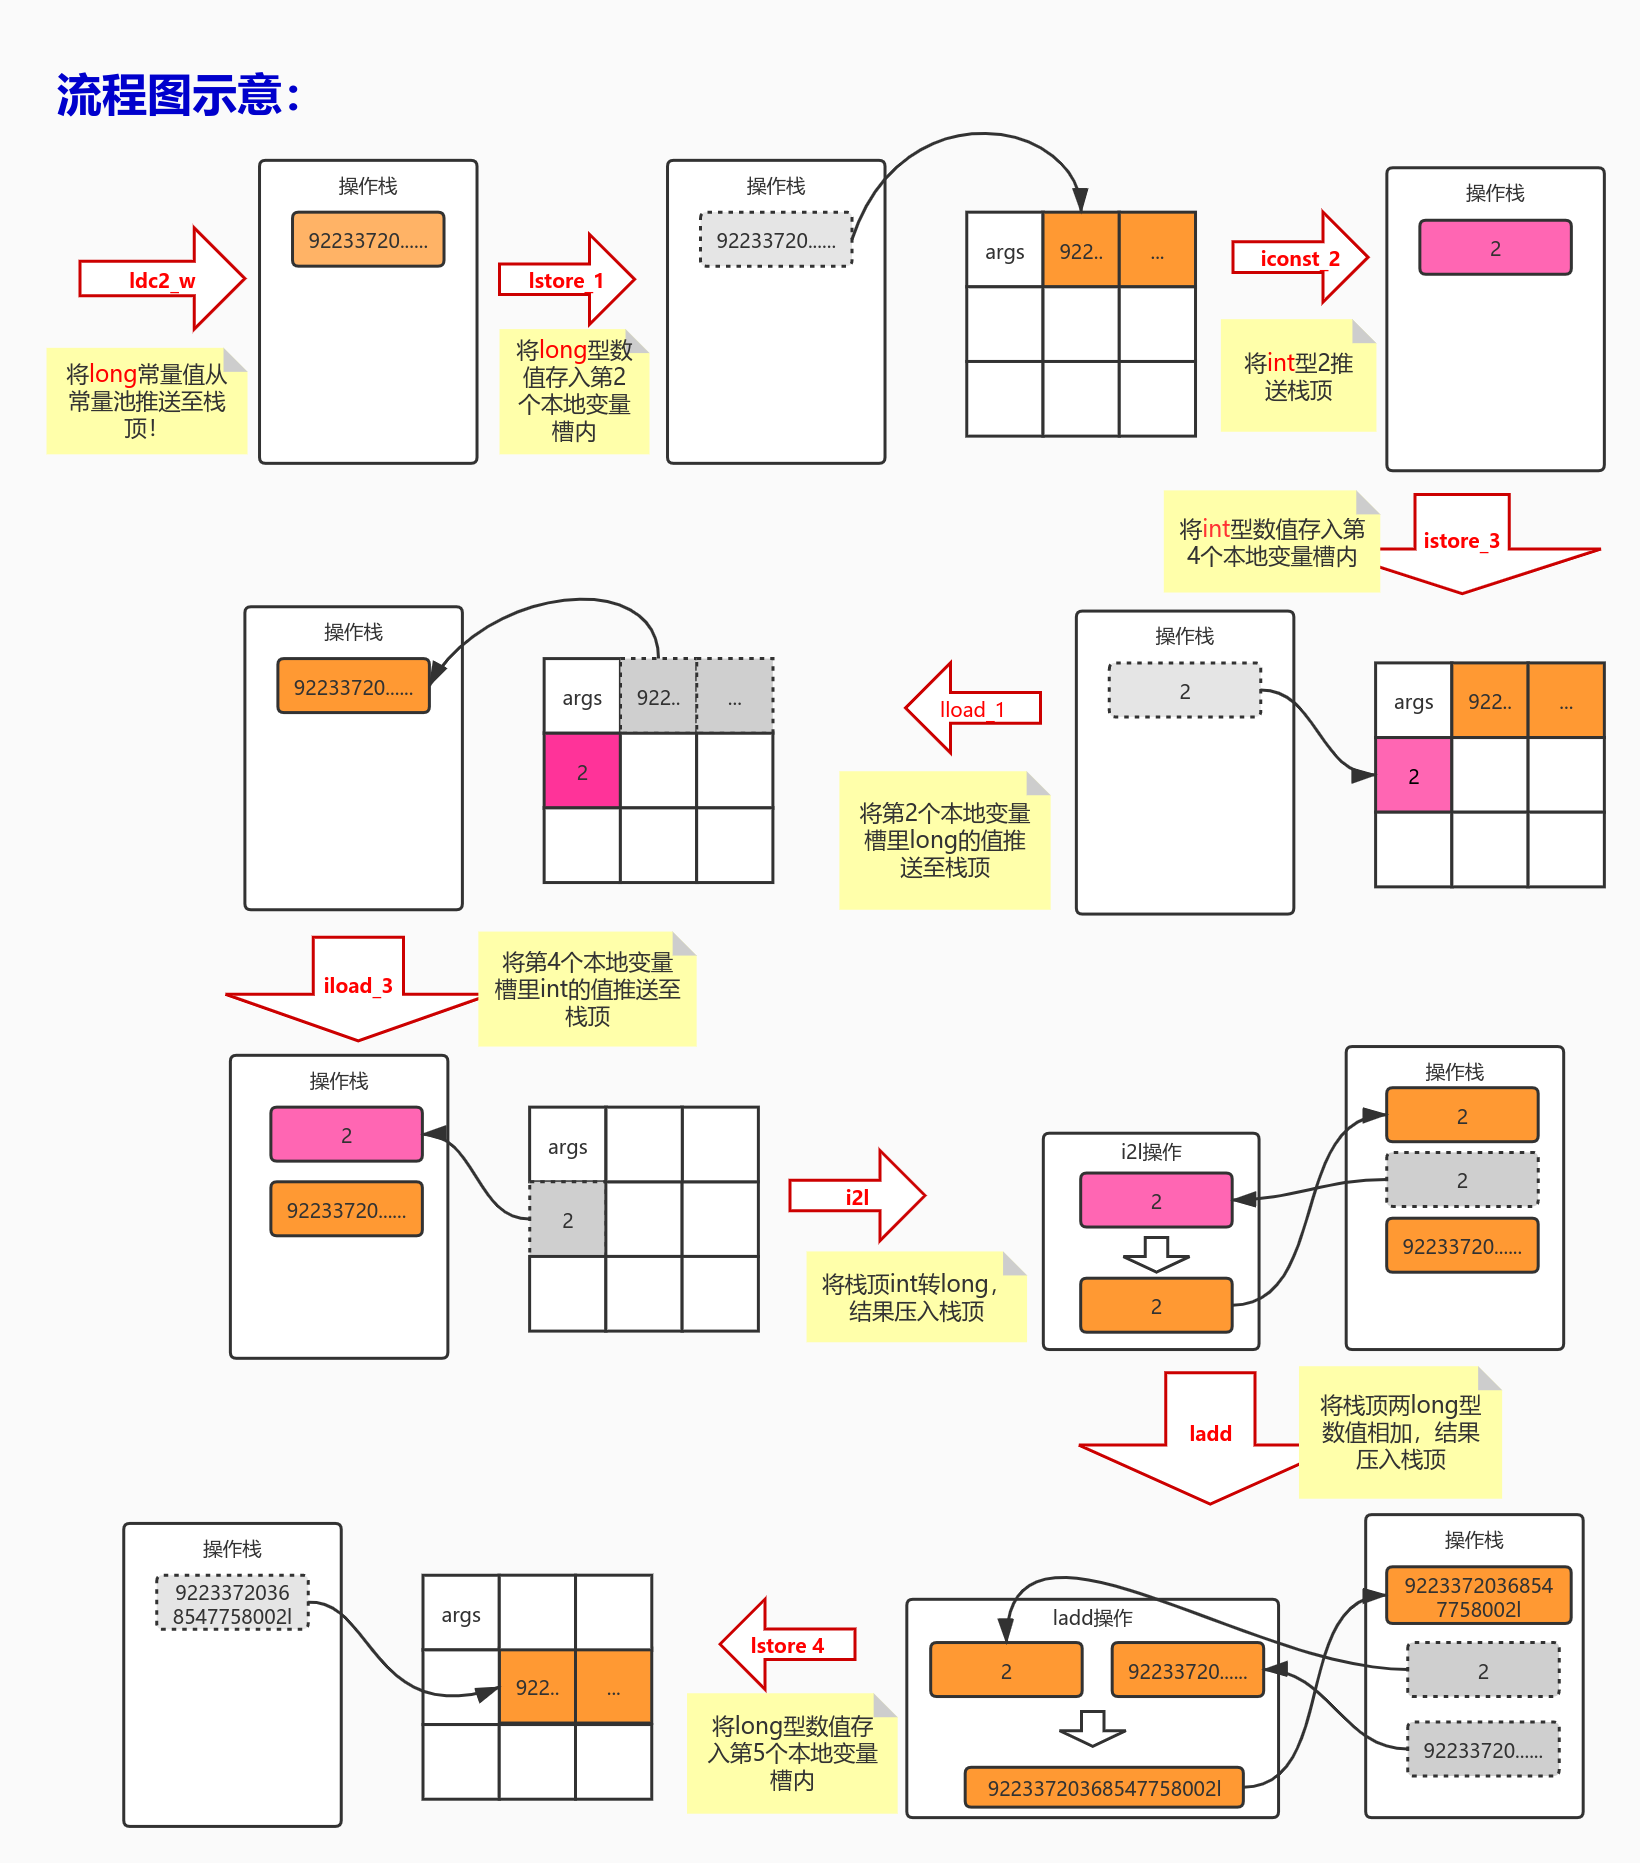 流程图示意：
操作栈
92233720......
ldc2_w
将long常量值从
常量池推送至栈
顶！
lstore_1
将long型数
值存入第2
个本地变量
槽内
操作栈
92233720......
args
922..
...
iconst_2
将int型2推
送栈顶
操作栈
2
将int型数值存入第
4个本地变量槽内
istore_3
操作栈
2
args
922..
...
2
lload_1
将第2个本地变量
槽里long的值推
送至栈顶
操作栈
92233720......
args
922..
...
2
iload_3
将第4个本地变量
槽里int的值推送至
栈顶
操作栈
2
92233720......
args
2
i2l
将栈顶int转long，
结果压入栈顶
i2l操作
2
2
操作栈
2
2
92233720......
ladd
将栈顶两long型
数值相加，结果
压入栈顶
操作栈
9223372036854
7758002l
2
92233720......
ladd操作
2
92233720......
92233720368547758002l
lstore 4
将long型数值存
入第5个本地变量
槽内
操作栈
9223372036
8547758002l
args
922..
...